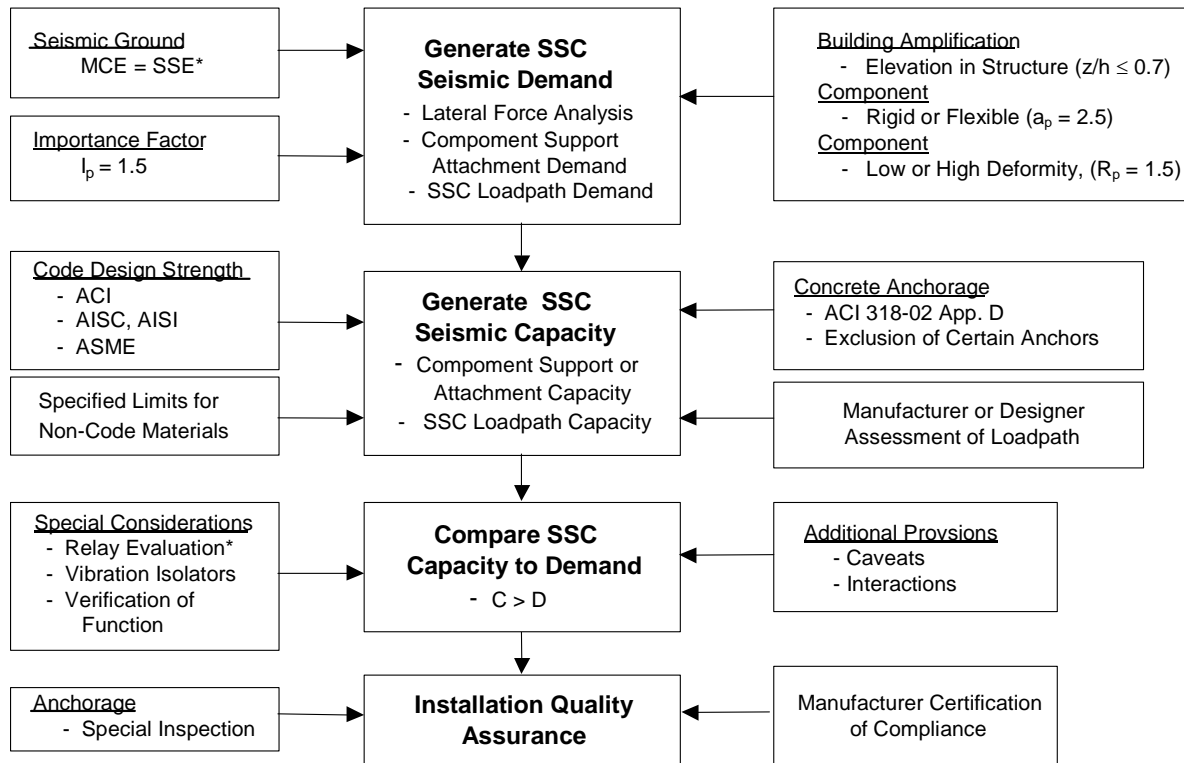 Seismic Ground
MCE = SSE*
Importance Factor
Ip = 1.5
Generate SSC
Seismic Demand
- Lateral Force Analysis
- Compoment Support
Attachment Demand
- SSC Loadpath Demand
Building Amplification
- Elevation in Structure (z/h ≤ 0.7)
Component
- Rigid or Flexible (ap = 2.5)
Component
- Low or High Deformity, (Rp = 1.5)
Code Design Strength
- ACI
- AISC, AISI
- ASME
Specified Limits for
Non-Code Materials
Generate SSC
Seismic Capacity
- Compoment Support or
Attachment Capacity
- SSC Loadpath Capacity
Concrete Anchorage
- ACI 318-02 App. D
- Exclusion of Certain Anchors
Manufacturer or Designer
Assessment of Loadpath
Special Considerations
- Relay Evaluation*
- Vibration Isolators
- Verification of
Function
Compare SSC
Capacity to Demand
- C > D
Additional Provsions
- Caveats
- Interactions
Anchorage
- Special Inspection
Installation Quality
Assurance
Manufacturer Certification
of Compliance